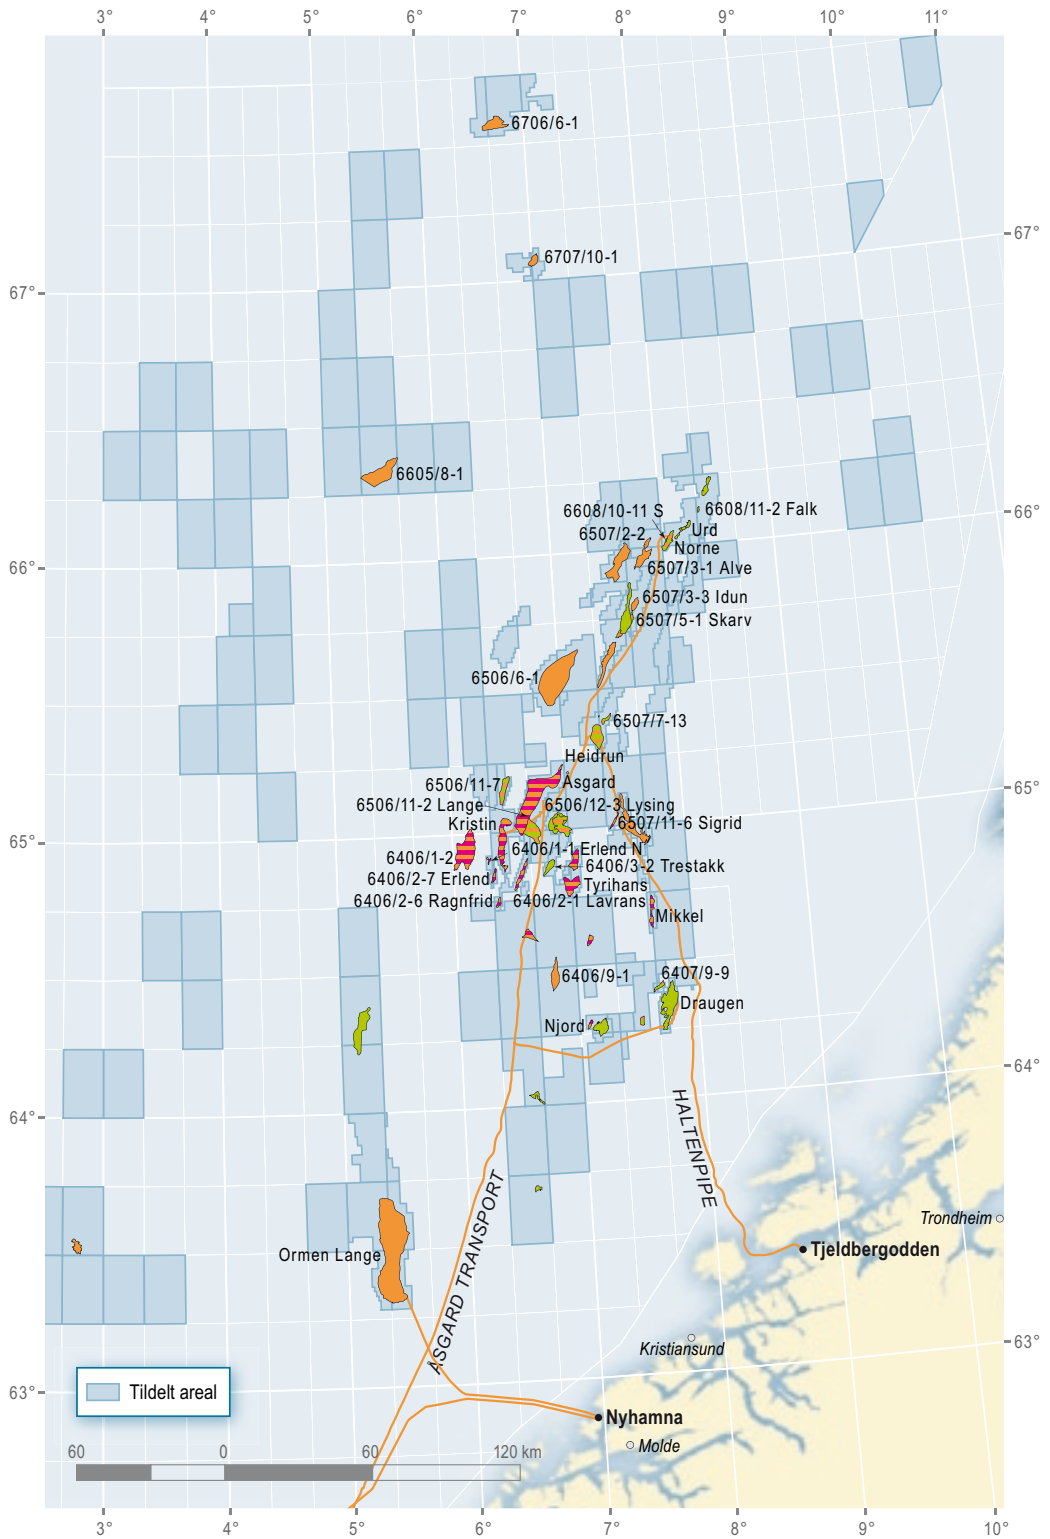 3° 4° 5° 6° 7° 8° 9° 10° 11°
6706/6-1
67°
6707/10-1
67°
6605/8-1
6608/10-11 S
6608/11-2 Falk
66°
6507/2-2
Urd
Norne
66°
6507/3-1 Alve
6507/3-3 Idun
6507/5-1 Skarv
6506/6-1
6507/7-13
Heidrun
6506/11-7
Åsgard
65°
6506/11-2 Lange
6506/12-3 Lysing
Kristin
6507/11-6 Sigrid
65°
6406/1-1 Erlend N
6406/1-2
6406/3-2 Trestakk
6406/2-7 Erlend
Tyrihans
6406/2-6 Ragnfrid
6406/2-1 Lavrans
Mikkel
6406/9-1
6407/9-9
Draugen
Njord
64°
64°
HALTENPIPE
ÅSGARD TRANSPORT
Trondheim
Tjeldbergodden
Ormen Lange
63°
Kristiansund
63°
Tildelt areal
Nyhamna
Molde
60 0 60 120 km
3° 4° 5° 6° 7° 8° 9° 10°